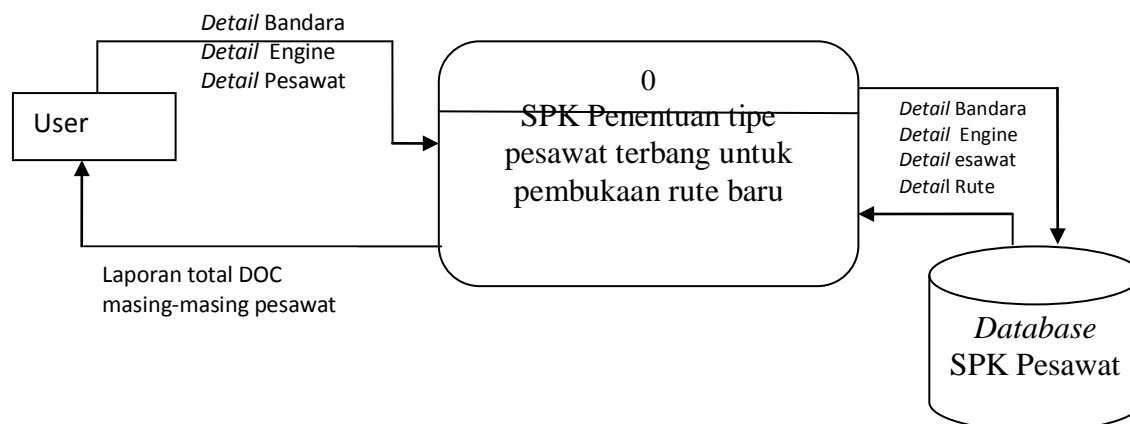 Detail Bandara
Detail Engine
Detail Pesawat
User
0
SPK Penentuan tipe
pesawat terbang untuk
pembukaan rute baru
Detail Bandara
Detail Engine
Detail esawat
Detail Rute
Laporan total DOC
masing-masing pesawat
Database
SPK Pesawat